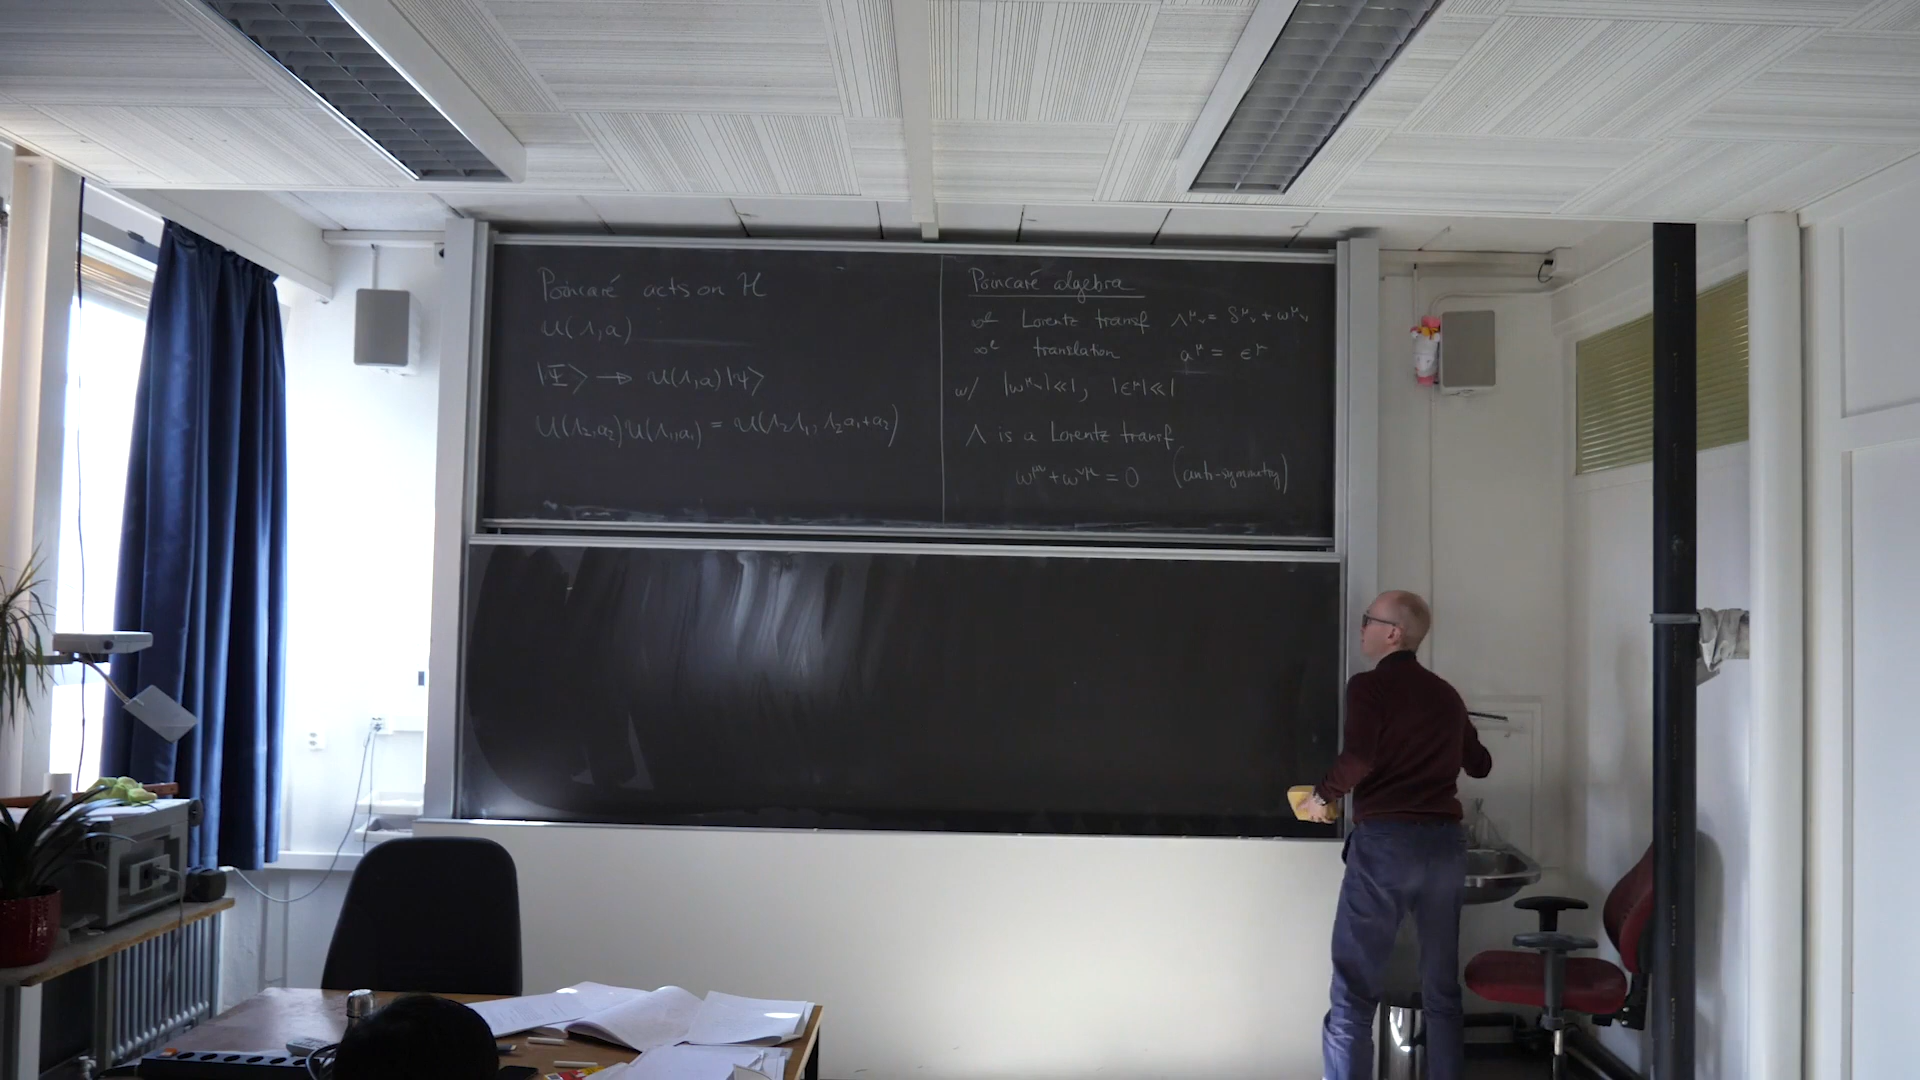 Poincaré acts on ℋ
U(Λ,a)
|Ψ⟩ → U(Λ,a)|ψ⟩
U(Λ₂,a₂)U(Λ₁,a₁) = U(Λ₂Λ₁, Λ₂a₁+a₂)
Poincaré algebra
∞ˡ Lorentz transf Λ^μ_ν = δ^μ_ν + ω^μ_ν
∞ˡ translation a^μ = ϵ^μ
w/ |ω^μ_ν| ≪ 1, |ϵ^μ| ≪ 1
Λ is a Lorentz transf
ω^μν + ω^νμ = 0 (anti-symmetry)